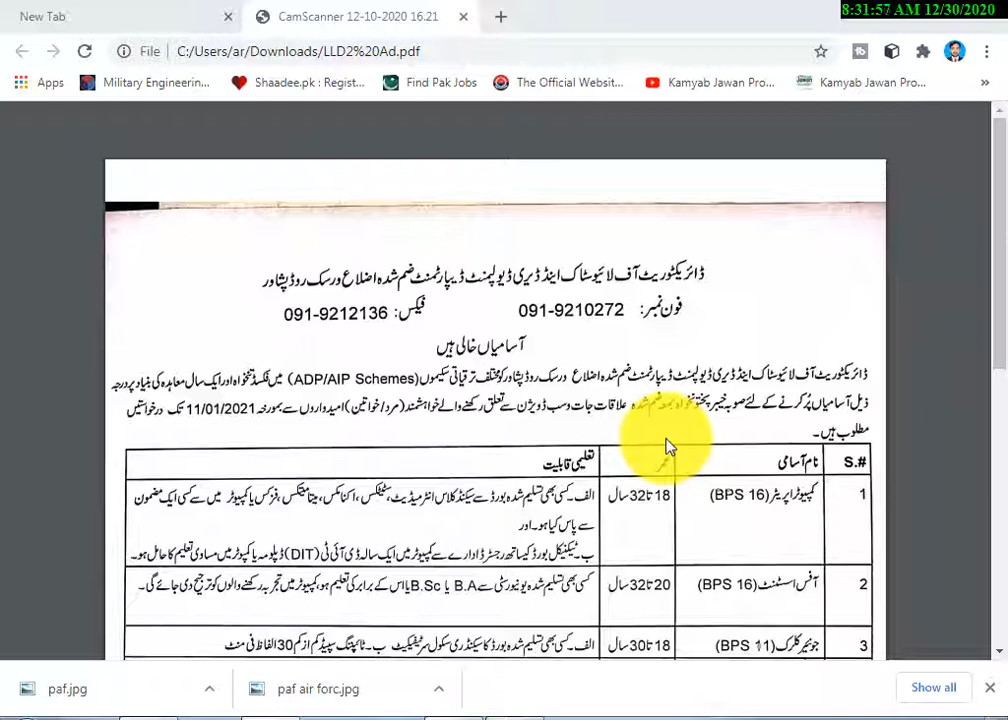 8:31:57 AM 12/30/2020
New Tab
CamScanner 12-10-2020 16.21
File C:/Users/ar/Downloads/LLD2%20Ad.pdf
Apps Military Engineerin... Shaadee.pk : Regist... Find Pak Jobs The Official Website... Kamyab Jawan Pro... Kamyab Jawan Pro... »
ڈائریکٹوریٹ آف لائیوسٹاک اینڈ ڈیری ڈیولپمنٹ ڈیپارٹمنٹ ضم شدہ اضلاع ورسک روڈ پشاور
فون نمبر: 091-9210272 فیکس: 091-9212136
آسامیاں خالی ہیں
ڈائریکٹوریٹ آف لائیوسٹاک اینڈ ڈیری ڈیولپمنٹ ڈیپارٹمنٹ ضم شدہ اضلاع ورسک روڈ پشاور کو مختلف ترقیاتی سکیموں (ADP/AIP Schemes) میں فکسڈ تنخواہ اور ایک سال معاہدہ کی بنیاد پر درجہ
ذیل آسامیاں پُر کرنے کے لئے صوبہ خیبر پختونخواہ بمعہ ضم شدہ علاقات جات وسب ڈویژن سے تعلق رکھنے والے خواہشمند (مرد/خواتین) امیدواروں سے بمورخہ 11/01/2021 تک درخواستیں
مطلوب ہیں۔
S.# نام آسامی عمر تعلیمی قابلیت
1 کمپیوٹر اپریٹر (BPS 16) 18 تا 32 سال الف۔ کسی بھی تسلیم شدہ بورڈ سے سیکنڈ کلاس انٹرمیڈیٹ، سٹیٹکس، اکنامکس، میتھمیٹکس، فزکس یا کمپیوٹر میں سے کسی ایک مضمون
سے پاس کیا ہو۔ اور
ب۔ ٹیکنیکل بورڈ کیساتھ رجسٹرڈ ادارے سے کمپیوٹر میں ایک سالہ ڈی آئی ٹی (DIT) ڈپلومہ یا کمپیوٹر میں مساوی تعلیم کا حامل ہو۔
2 آفس اسسٹنٹ (BPS 16) 20 تا 32 سال کسی بھی تسلیم شدہ یونیورسٹی سے B.A یا B.Sc یا اس کے برابر کی تعلیم ہو، کمپیوٹر میں تجربہ رکھنے والوں کو ترجیح دی جائے گی۔
3 جونیئر کلرک (BPS 11) 18 تا 30 سال الف۔ کسی بھی تسلیم شدہ بورڈ کا سیکنڈری سکول سرٹیفکیٹ ب۔ ٹائپنگ سپیڈ کم از کم 30 الفاظ فی منٹ
paf.jpg
paf air forc.jpg
Show all